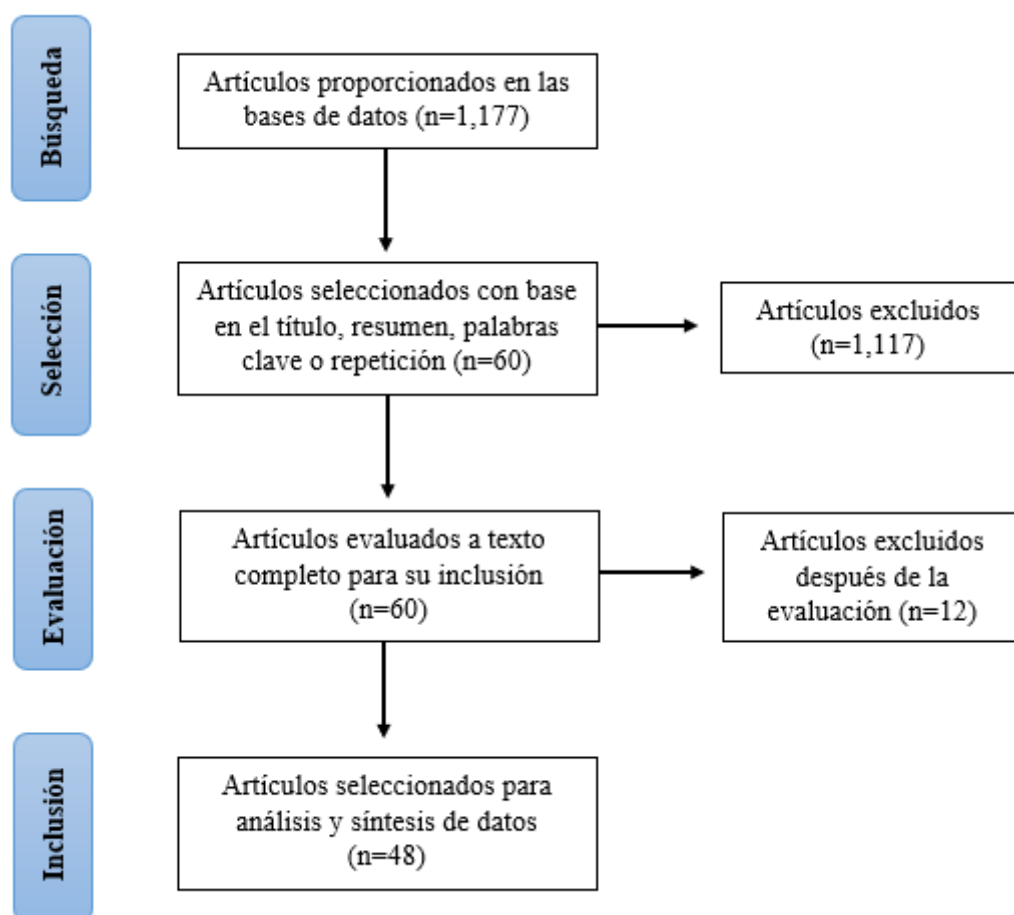 Búsqueda
Artículos proporcionados en las
bases de datos (n=1,177)
Selección
Artículos seleccionados con base
en el título, resumen, palabras
clave o repetición (n=60)
Artículos excluidos
(n=1,117)
Evaluación
Artículos evaluados a texto
completo para su inclusión
(n=60)
Artículos excluidos
después de la
evaluación (n=12)
Inclusión
Artículos seleccionados para
análisis y síntesis de datos
(n=48)